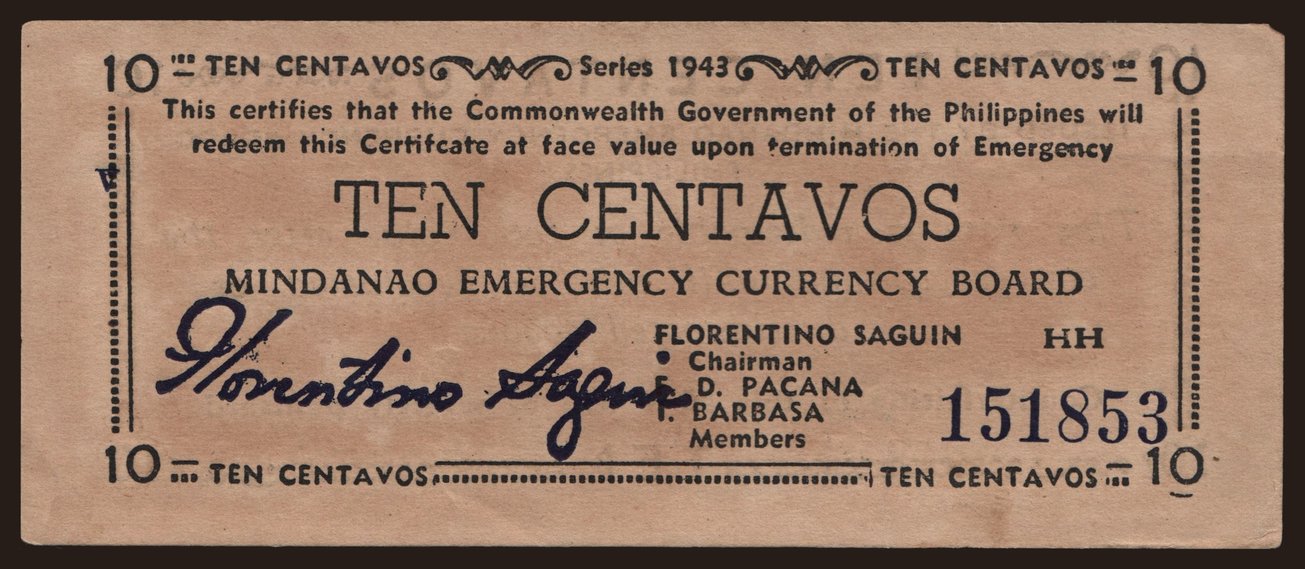 10 TEN CENTAVOS Series 1943 TEN CENTAVOS 10
This certifies that the Commonwealth Government of the Philippines will
redeem this Certifcate at face value upon termination of Emergency
TEN CENTAVOS
MINDANAO EMERGENCY CURRENCY BOARD
Florentino Saguin
FLORENTINO SAGUIN HH
Chairman
D. PACANA
BARBASA
151853
Members
10 TEN CENTAVOS TEN CENTAVOS 10